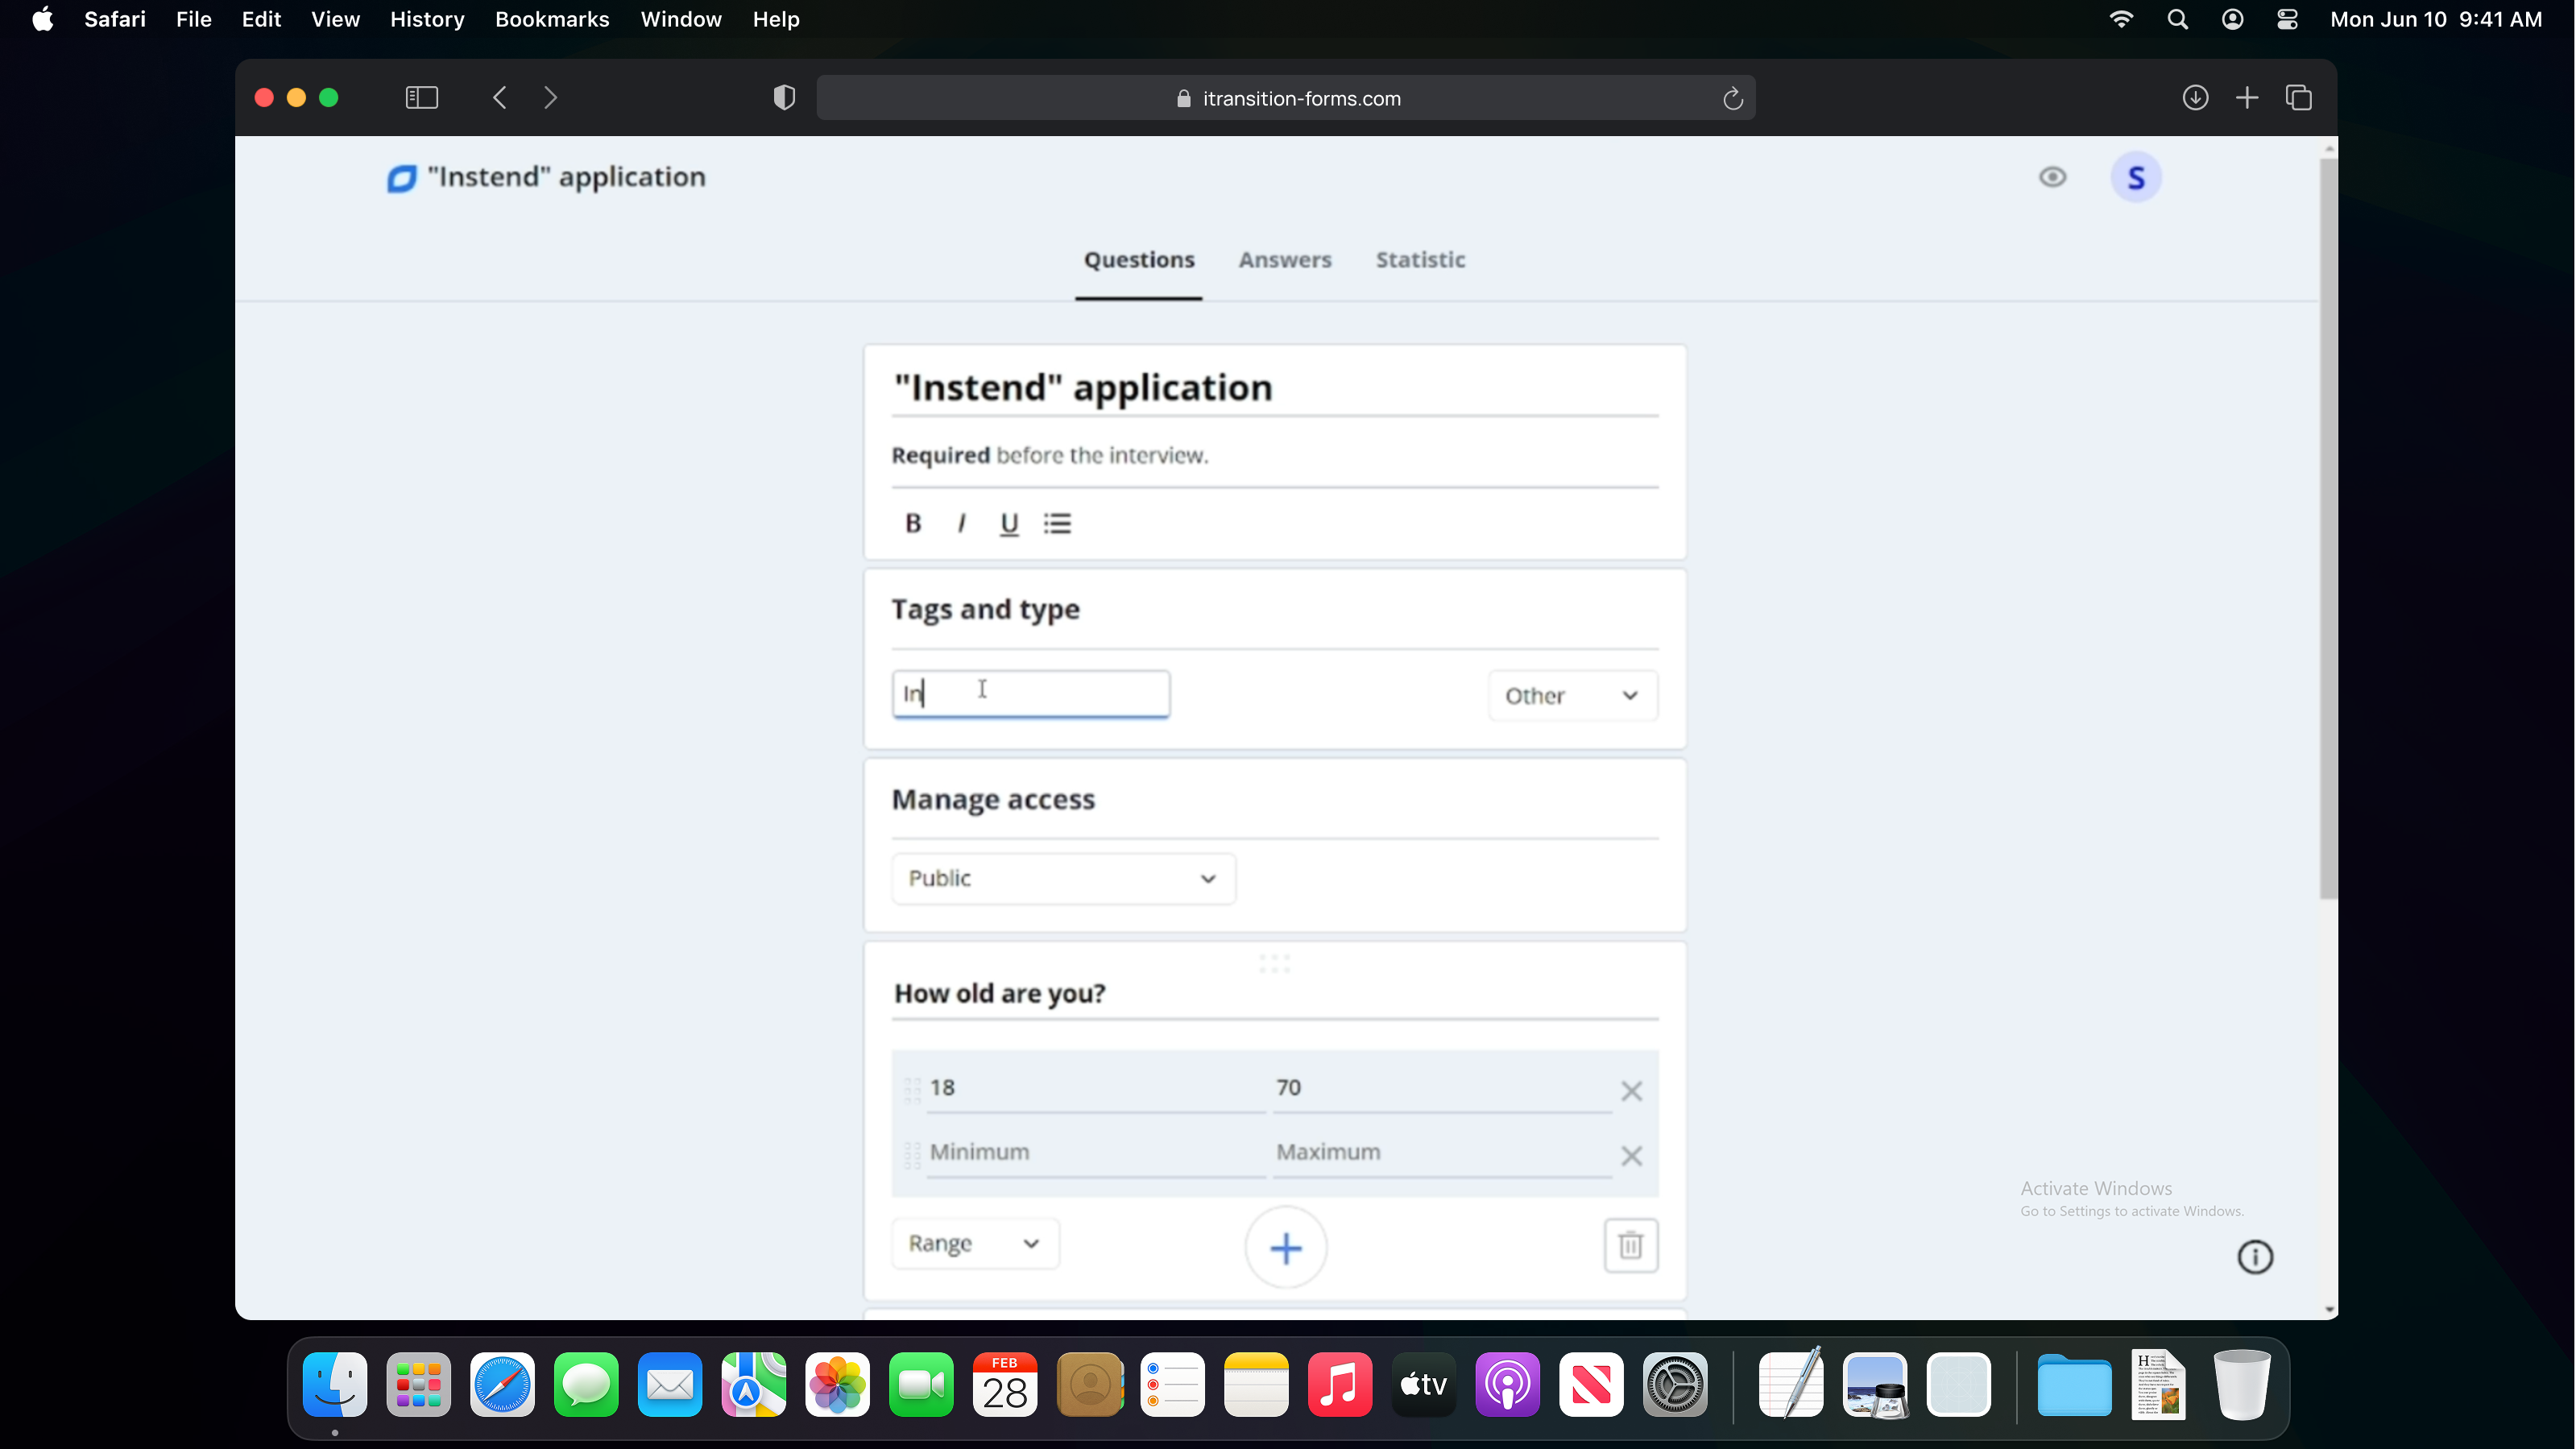 Safari File Edit View History Bookmarks Window Help
Mon Jun 10 9:41 AM
itransition-forms.com
"Instend" application
S
Questions Answers Statistic
"Instend" application
Required before the interview.
B I U
Tags and type
In
Other
Manage access
Public
How old are you?
18 70
Minimum Maximum
Range
Activate Windows
Go to Settings to activate Windows.
FEB
28
tv